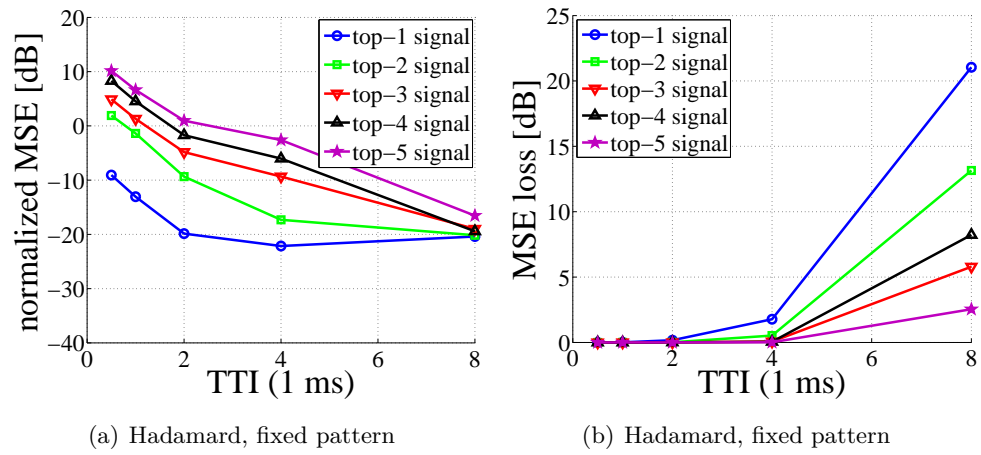 20
10
0
−10
−20
−30
−40
normalized MSE [dB]
0 2 4 6 8
TTI (1 ms)
top−1 signal
top−2 signal
top−3 signal
top−4 signal
top−5 signal
(a) Hadamard, fixed pattern
25
20
15
10
5
0
MSE loss [dB]
0 2 4 6 8
TTI (1 ms)
top−1 signal
top−2 signal
top−3 signal
top−4 signal
top−5 signal
(b) Hadamard, fixed pattern